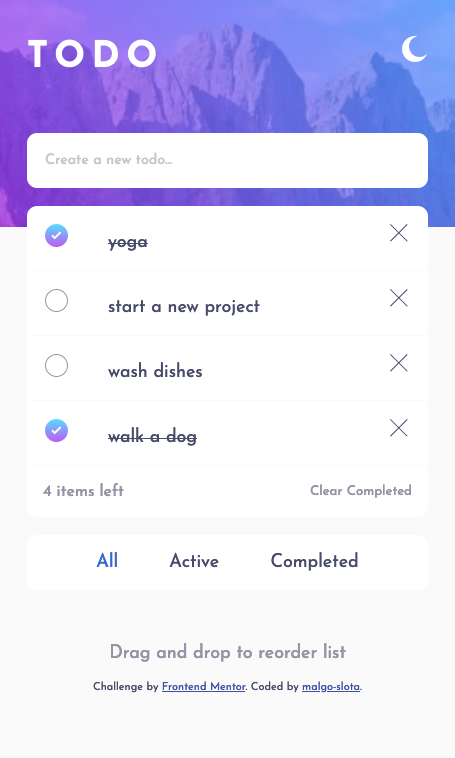 TODO
Create a new todo...
yoga
start a new project
wash dishes
walk a dog
4 items left Clear Completed
All Active Completed
Drag and drop to reorder list
Challenge by Frontend Mentor. Coded by malgo-slota.